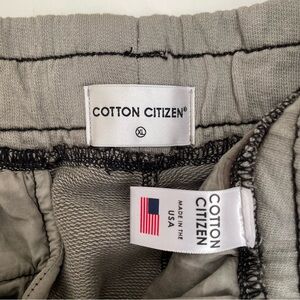 COTTON CITIZEN®
XL
COTTON
CITIZEN
MADE IN THE
USA